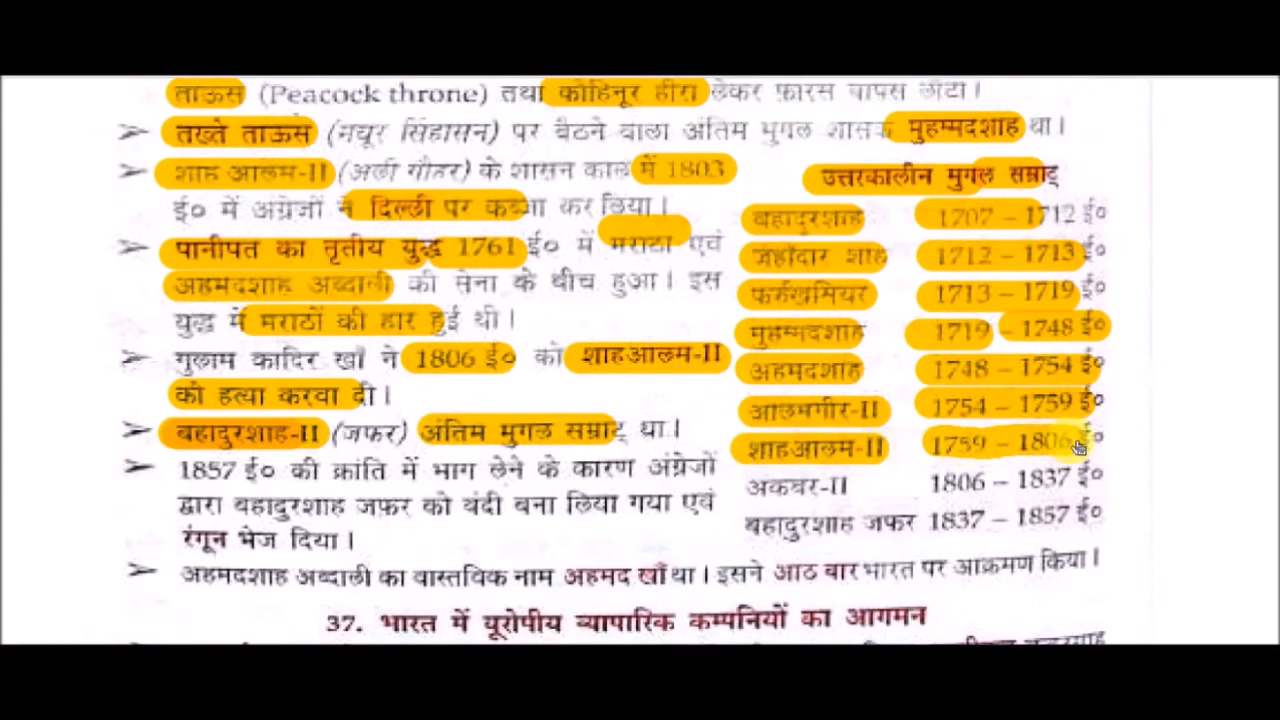 ताऊस (Peacock throne) तथा कोहिनूर हीरा लेकर फ़ारस वापस लौटा।
➢ तख्ते ताऊस (मयूर सिंहासन) पर बैठने वाला अंतिम मुगल शासक मुहम्मदशाह था।
➢ शाह आलम-II (अली गौहर) के शासन काल में 1803
ई० में अंग्रेजों ने दिल्ली पर कब्जा कर लिया।
➢ पानीपत का तृतीय युद्ध 1761 ई० में मराठा एवं
अहमदशाह अब्दाली की सेना के बीच हुआ। इस
युद्ध में मराठों की हार हुई थी।
➢ गुलाम कादिर खाँ ने 1806 ई० को शाहआलम-II
की हत्या करवा दी।
➢ बहादुरशाह-II (जफर) अंतिम मुगल सम्राट् था।
➢ 1857 ई० की क्रांति में भाग लेने के कारण अंग्रेजों
द्वारा बहादुरशाह जफर को बंदी बना लिया गया एवं
रंगून भेज दिया।
उत्तरकालीन मुगल सम्राट्
बहादुरशाह 1707 – 1712 ई०
जहाँदार शाह 1712 – 1713 ई०
फर्रुखसियर 1713 – 1719 ई०
मुहम्मदशाह 1719 – 1748 ई०
अहमदशाह 1748 – 1754 ई०
आलमगीर-II 1754 – 1759 ई०
शाहआलम-II 1759 – 1806 ई०
अकबर-II 1806 – 1837 ई०
बहादुरशाह जफर 1837 – 1857 ई०
➢ अहमदशाह अब्दाली का वास्तविक नाम अहमद खाँ था। इसने आठ बार भारत पर आक्रमण किया।
37. भारत में यूरोपीय व्यापारिक कम्पनियों का आगमन